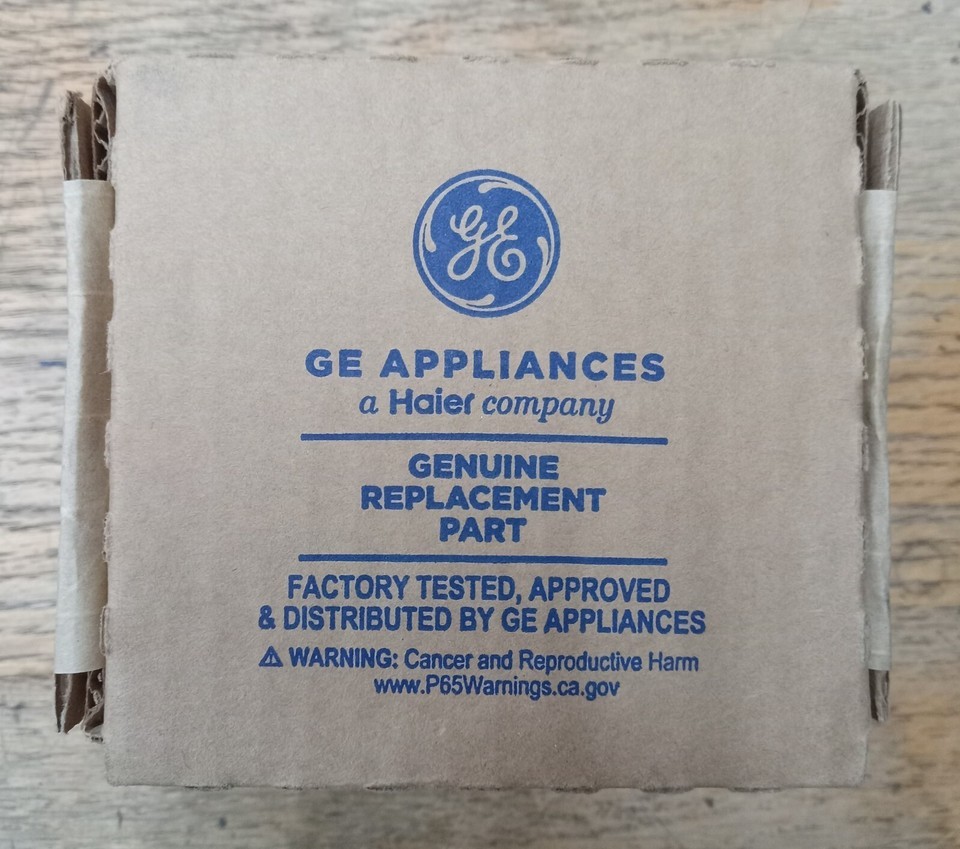 GE
GE APPLIANCES
a Haier company
GENUINE
REPLACEMENT
PART
FACTORY TESTED, APPROVED
& DISTRIBUTED BY GE APPLIANCES
⚠ WARNING: Cancer and Reproductive Harm
www.P65Warnings.ca.gov